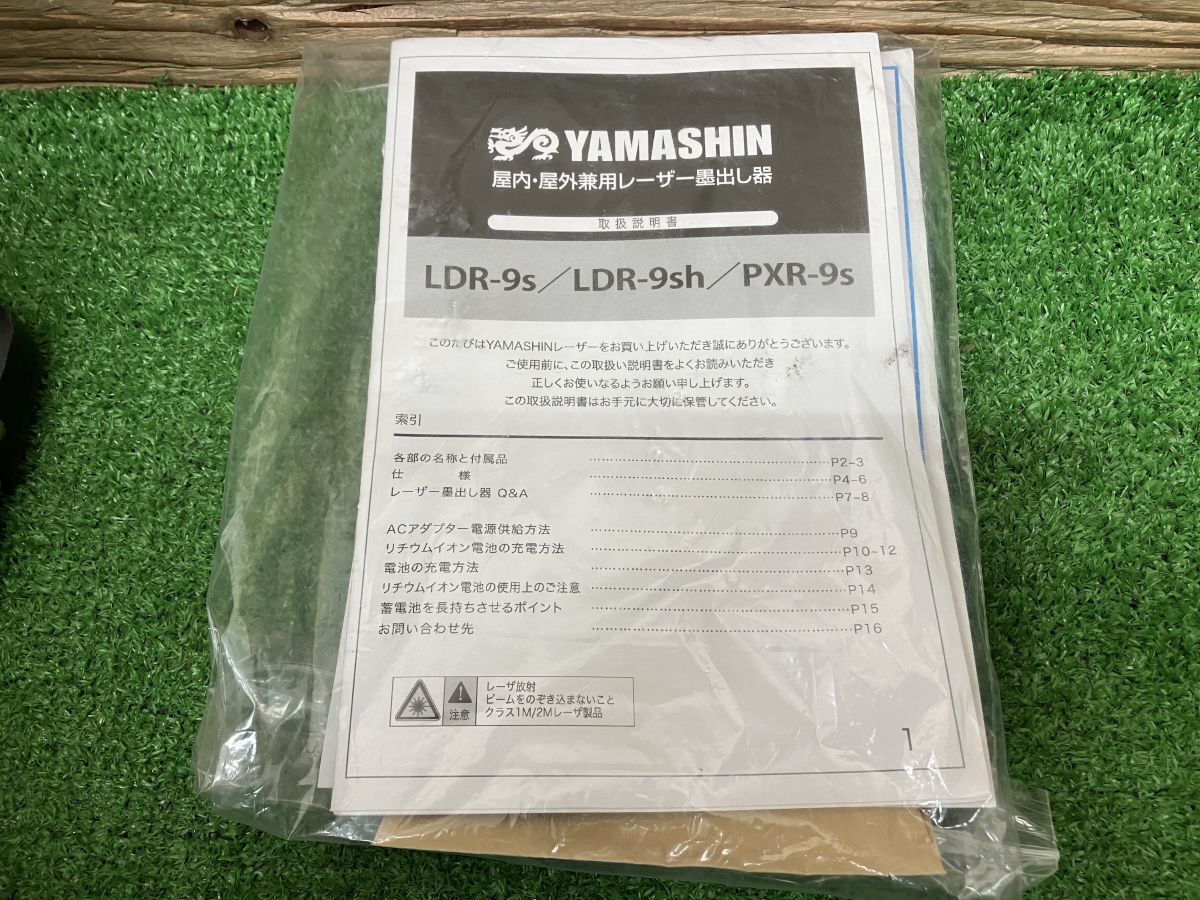 YAMASHIN
屋内・屋外兼用レーザー墨出し器
取扱説明書
LDR-9s／LDR-9sh／PXR-9s
このたびはYAMASHINレーザーをお買い上げいただき誠にありがとうございます。
ご使用前に、この取扱い説明書をよくお読みいただき
正しくお使いなるようお願い申し上げます。
この取扱説明書はお手元に大切に保管してください。
索引
各部の名称と付属品 ……………………………………………… P2~3
仕 様 ……………………………………………… P4~6
レーザー墨出し器 Q&A ……………………………………………… P7~8
ACアダプター電源供給方法 ……………………………………………… P9
リチウムイオン電池の充電方法 ……………………………………………… P10~12
電池の充電方法 ……………………………………………… P13
リチウムイオン電池の使用上のご注意 ……………………………………………… P14
蓄電池を長持ちさせるポイント ……………………………………………… P15
お問い合わせ先 ……………………………………………… P16
注意
レーザ放射
ビームをのぞき込まないこと
クラス1M/2Mレーザ製品
1